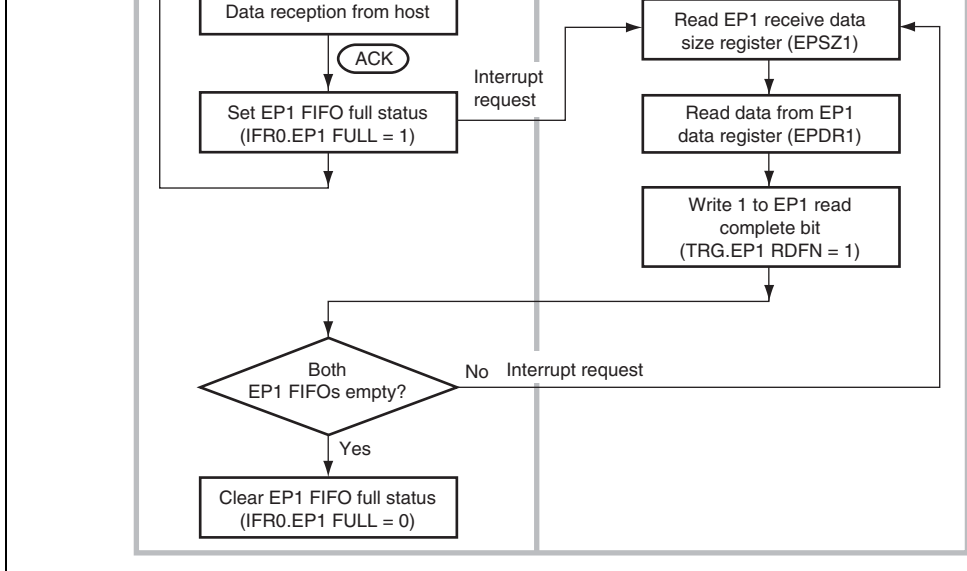 Data reception from host
ACK
Set EP1 FIFO full status
(IFR0.EP1 FULL = 1)
Interrupt
request
Read EP1 receive data
size register (EPSZ1)
Read data from EP1
data register (EPDR1)
Write 1 to EP1 read
complete bit
(TRG.EP1 RDFN = 1)
Both
EP1 FIFOs empty?
No Interrupt request
Yes
Clear EP1 FIFO full status
(IFR0.EP1 FULL = 0)